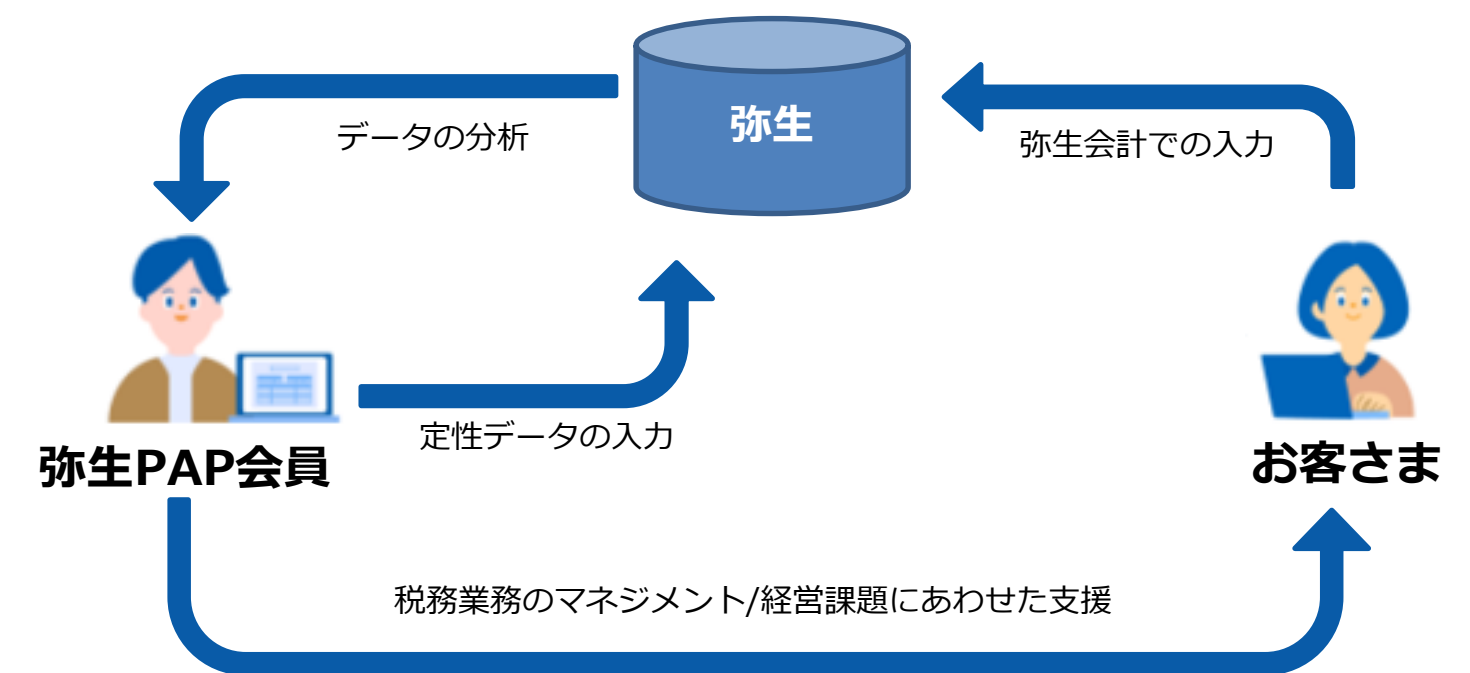 弥生
データの分析
弥生会計での入力
定性データの入力
弥生PAP会員
お客さま
税務業務のマネジメント/経営課題にあわせた支援